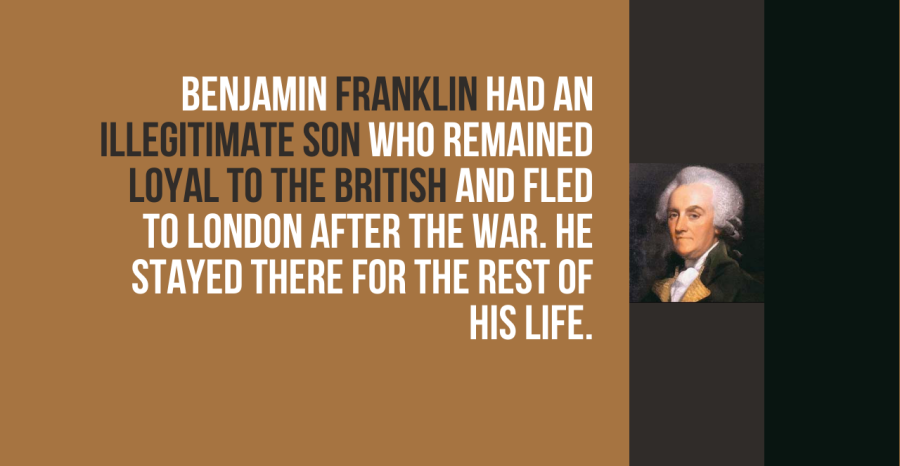 BENJAMIN FRANKLIN HAD AN
ILLEGITIMATE SON WHO REMAINED
LOYAL TO THE BRITISH AND FLED
TO LONDON AFTER THE WAR. HE
STAYED THERE FOR THE REST OF
HIS LIFE.